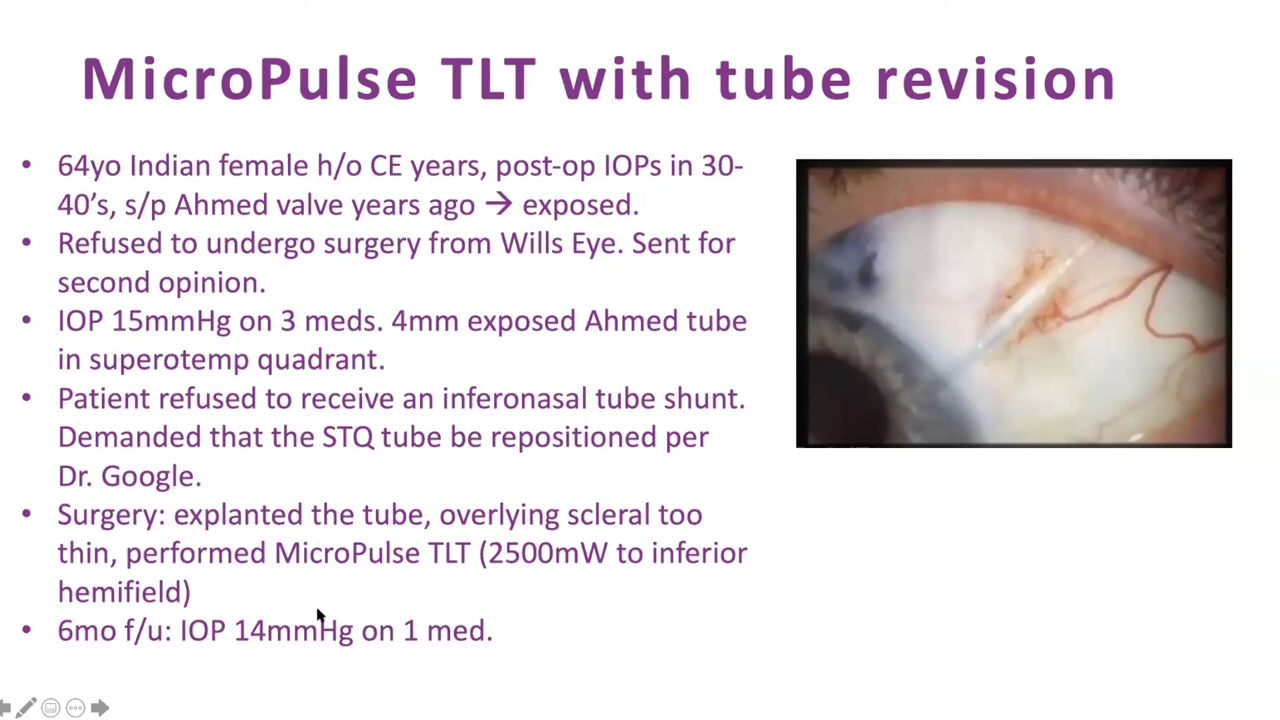 MicroPulse TLT with tube revision
• 64yo Indian female h/o CE years, post-op IOPs in 30-
40’s, s/p Ahmed valve years ago → exposed.
• Refused to undergo surgery from Wills Eye. Sent for
second opinion.
• IOP 15mmHg on 3 meds. 4mm exposed Ahmed tube
in superotemp quadrant.
• Patient refused to receive an inferonasal tube shunt.
Demanded that the STQ tube be repositioned per
Dr. Google.
• Surgery: explanted the tube, overlying scleral too
thin, performed MicroPulse TLT (2500mW to inferior
hemifield)
• 6mo f/u: IOP 14mmHg on 1 med.